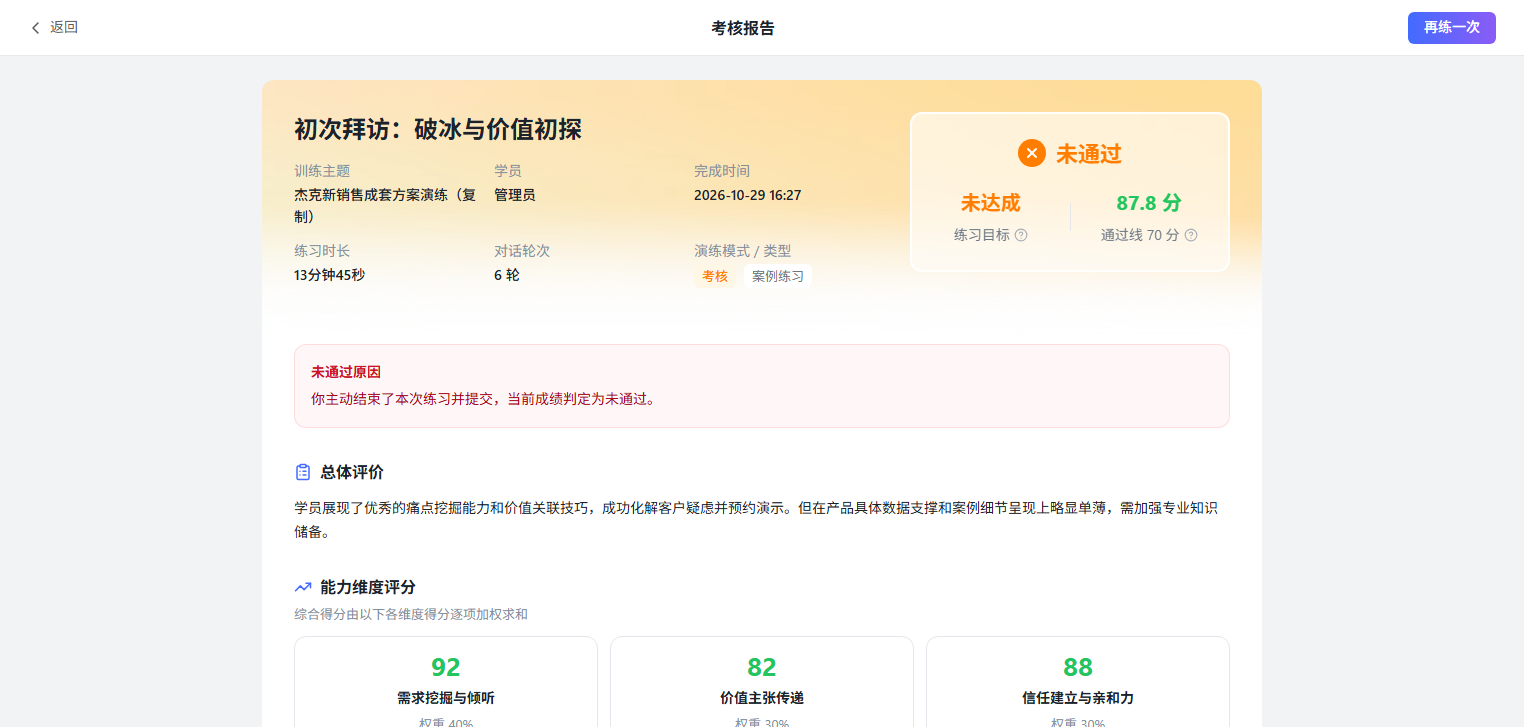 返回
考核报告
再练一次
初次拜访：破冰与价值初探
训练主题
杰克新销售成套方案演练（复
制）
学员
管理员
完成时间
2026-10-29 16:27
练习时长
13分钟45秒
对话轮次
6 轮
演练模式 / 类型
考核
案例练习
未通过
未达成
练习目标
87.8 分
通过线 70 分
未通过原因
你主动结束了本次练习并提交，当前成绩判定为未通过。
总体评价
学员展现了优秀的痛点挖掘能力和价值关联技巧，成功化解客户疑虑并预约演示。但在产品具体数据支撑和案例细节呈现上略显单薄，需加强专业知识
储备。
能力维度评分
综合得分由以下各维度得分逐项加权求和
92
需求挖掘与倾听
权重 40%
82
价值主张传递
权重 30%
88
信任建立与亲和力
权重 30%